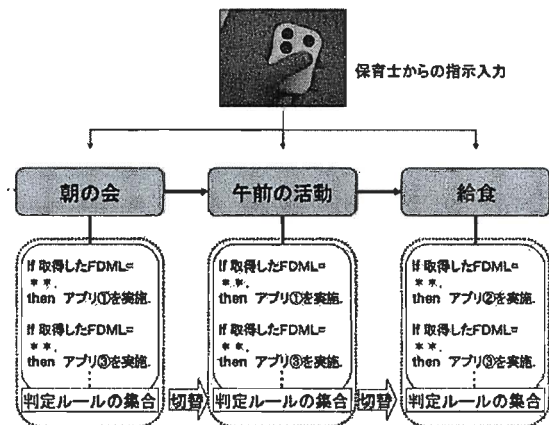 保育士からの指示入力
朝の会
午前の活動
給食
If 取得したFDML=
**,
then アプリ①を実施.
If 取得したFDML=
**,
then アプリ③を実施.
判定ルールの集合
切替
If 取得したFDML=
**,
then アプリ①を実施.
If 取得したFDML=
**,
then アプリ③を実施.
判定ルールの集合
切替
If 取得したFDML=
**,
then アプリ②を実施.
If 取得したFDML=
**,
then アプリ③を実施.
判定ルールの集合